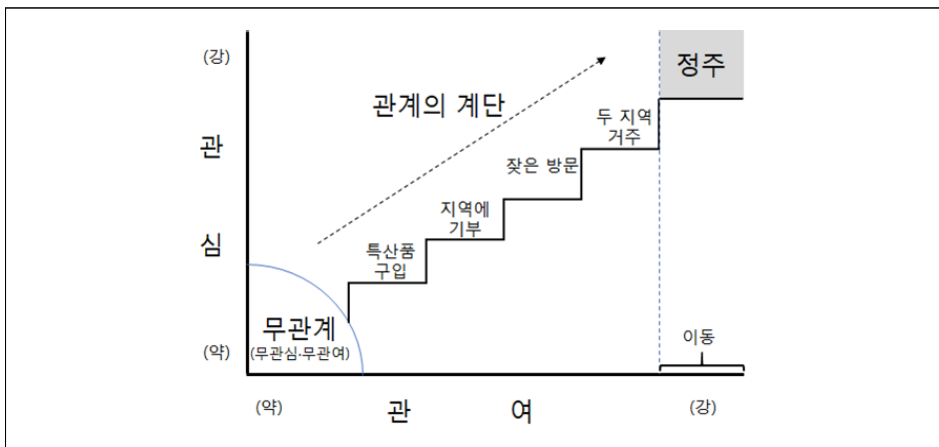 (강)
정주
관계의 계단
두 지역
거주
관
잦은 방문
지역에
기부
심
특산품
구입
무관계
(무관심·무관여)
(약)
이동
(약)
관 여
(강)